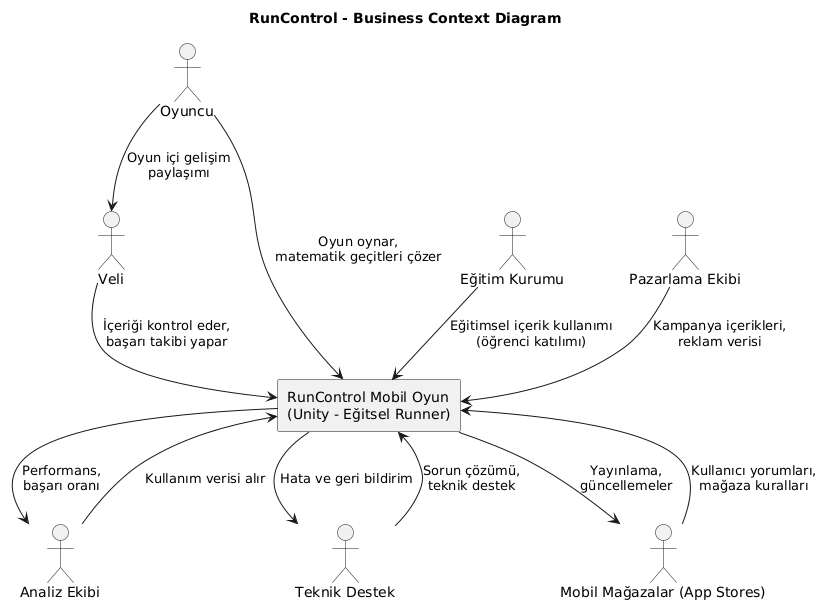 RunControl - Business Context Diagram
Oyuncu
Oyun içi gelişim
paylaşımı
Veli
Oyun oynar,
matematik geçitleri çözer
Eğitim Kurumu
Pazarlama Ekibi
İçeriği kontrol eder,
başarı takibi yapar
Eğitimsel içerik kullanımı
(öğrenci katılımı)
Kampanya içerikleri,
reklam verisi
RunControl Mobil Oyun
(Unity - Eğitsel Runner)
Performans,
başarı oranı
Kullanım verisi alır
Hata ve geri bildirim
Sorun çözümü,
teknik destek
Yayınlama,
güncellemeler
Kullanıcı yorumları,
mağaza kuralları
Analiz Ekibi
Teknik Destek
Mobil Mağazalar (App Stores)